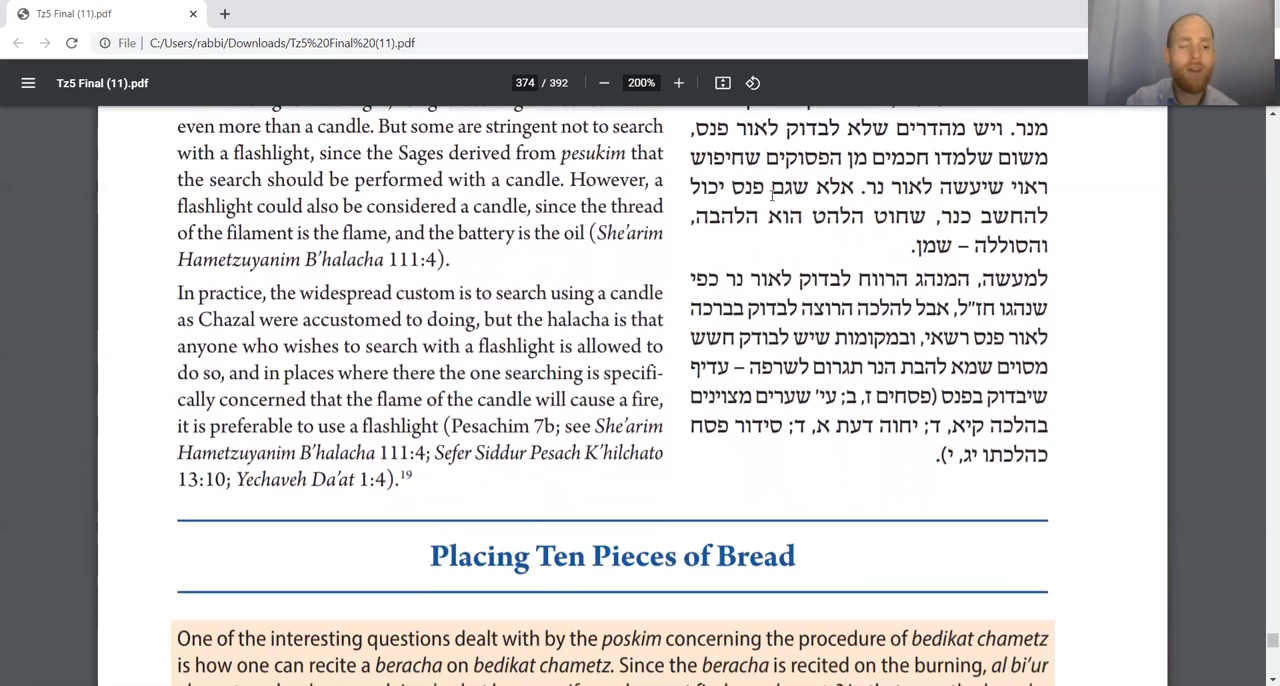 Tz5 Final (11).pdf
File
C:/Users/rabbi/Downloads/Tz5%20Final%20(11).pdf
Tz5 Final (11).pdf
374 / 392
200%
even more than a candle. But some are stringent not to search
with a flashlight, since the Sages derived from pesukim that
the search should be performed with a candle. However, a
flashlight could also be considered a candle, since the thread
of the filament is the flame, and the battery is the oil (She'arim
Hametzuyanim B'halacha 111:4).
In practice, the widespread custom is to search using a candle
as Chazal were accustomed to doing, but the halacha is that
anyone who wishes to search with a flashlight is allowed to
do so, and in places where there the one searching is specifi-
cally concerned that the flame of the candle will cause a fire,
it is preferable to use a flashlight (Pesachim 7b; see She'arim
Hametzuyanim B'halacha 111:4; Sefer Siddur Pesach K'hilchato
13:10; Yechaveh Da'at 1:4).19
מנר. ויש מהדרים שלא לבדוק לאור פנס,
משום שלמדו חכמים מן הפסוקים שחיפוש
ראוי שיעשה לאור נר. אלא שגם פנס יכול
להחשב כנר, שחוט הלהט הוא הלהבה,
והסוללה – שמן.
למעשה, המנהג הרווח לבדוק לאור נר כפי
שנהגו חז"ל, אבל להלכה הרוצה לבדוק בברכה
לאור פנס רשאי, ובמקומות שיש לבודק חשש
מסוים שמא להבת הנר תגרום לשרפה – עדיף
שיבדוק בפנס (פסחים ז, ב; עי' שערים מצוינים
בהלכה קיא, ד; יחוה דעת א, ד; סידור פסח
כהלכתו יג, י).
Placing Ten Pieces of Bread
One of the interesting questions dealt with by the poskim concerning the procedure of bedikat chametz
is how one can recite a beracha on bedikat chametz. Since the beracha is recited on the burning, al bi'ur